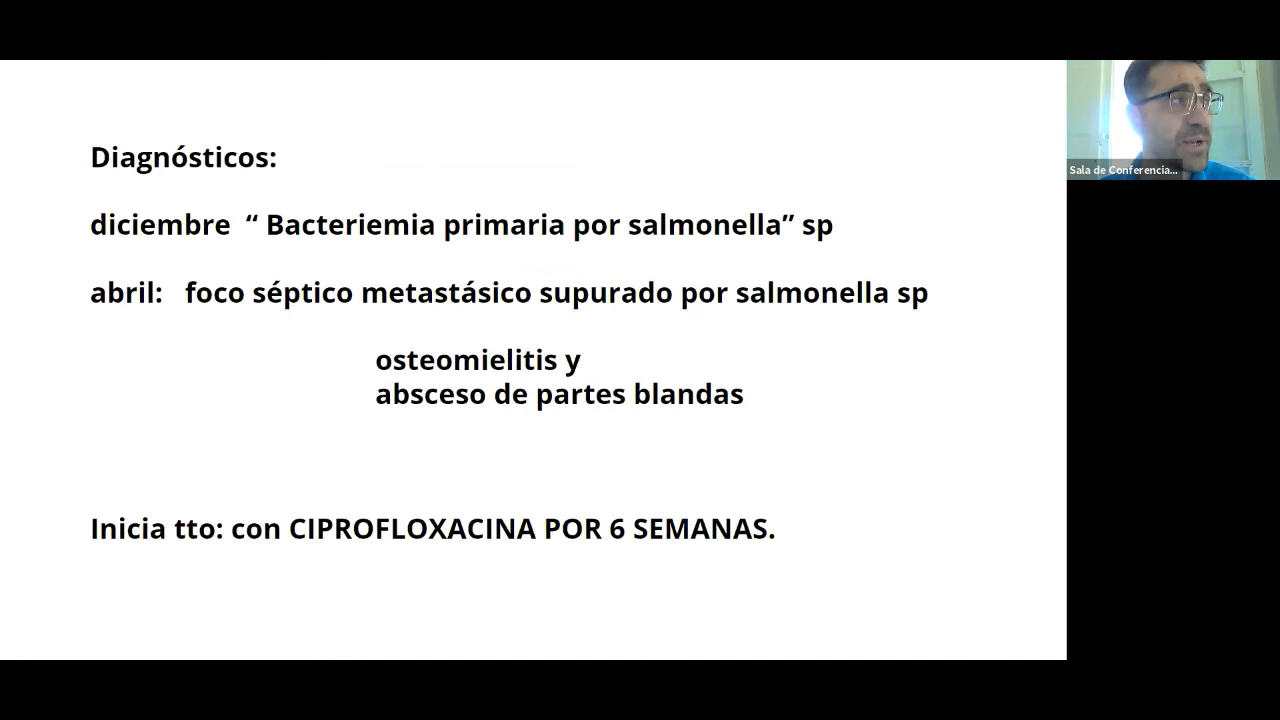 Diagnósticos:
diciembre “ Bacteriemia primaria por salmonella” sp
abril: foco séptico metastásico supurado por salmonella sp
osteomielitis y
absceso de partes blandas
Inicia tto: con CIPROFLOXACINA POR 6 SEMANAS.
Sala de Conferencia...